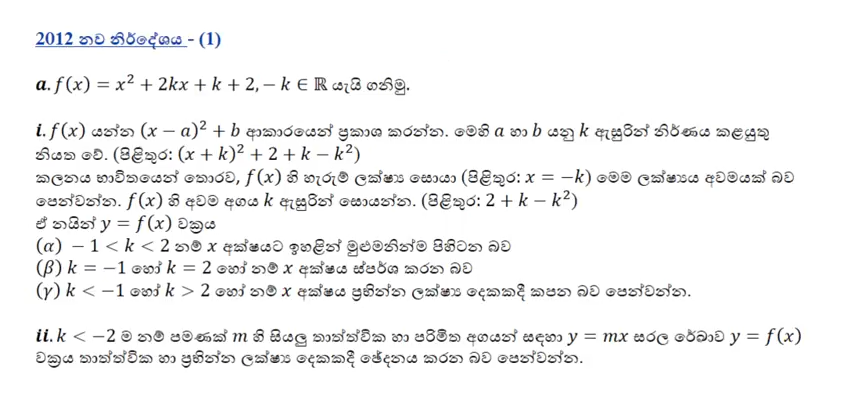 2012 නව නිර්දේශය - (1)
a. f(x) = x² + 2kx + k + 2, − k ∈ ℝ යැයි ගනිමු.
i. f(x) යන්න (x − a)² + b ආකාරයෙන් ප්‍රකාශ කරන්න. මෙහි a හා b යනු k ඇසුරින් නිර්ණය කළයුතු
නියත වේ. (පිළිතුර: (x + k)² + 2 + k − k²)
කලනය භාවිතයෙන් තොරව, f(x) හි හැරුම් ලක්ෂ්‍ය සොයා (පිළිතුර: x = −k) මෙම ලක්ෂ්‍යය අවමයක් බව
පෙන්වන්න. f(x) හි අවම අගය k ඇසුරින් සොයන්න. (පිළිතුර: 2 + k − k²)
ඒ නයින් y = f(x) වක්‍රය
(α) − 1 < k < 2 නම් x අක්ෂයට ඉහළින් මුළුමනින්ම පිහිටන බව
(β) k = −1 හෝ k = 2 හෝ නම් x අක්ෂය ස්පර්ශ කරන බව
(γ) k < −1 හෝ k > 2 හෝ නම් x අක්ෂය ප්‍රභින්න ලක්ෂ්‍ය දෙකකදී කපන බව පෙන්වන්න.
ii. k < −2 ම නම් පමණක් m හි සියලු තාත්ත්වික හා පරිමිත අගයන් සඳහා y = mx සරල රේඛාව y = f(x)
වක්‍රය තාත්ත්වික හා ප්‍රභින්න ලක්ෂ්‍ය දෙකකදී ඡේදනය කරන බව පෙන්වන්න.